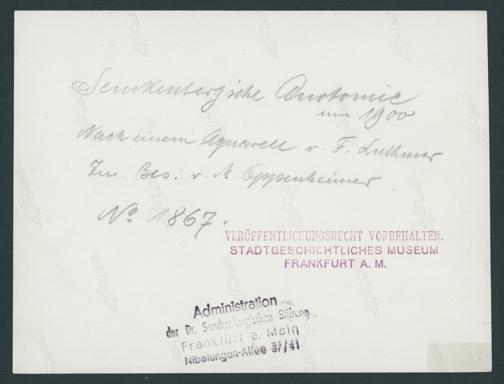 Senckenbergische Anatomie
um 1900
Nach einem Aquarell v. F. Luthmer
Im Bes. v. M Oppenheimer
No 1867.
VERÖFFENTLICHUNGSRECHT VORBEHALTEN.
STADTGESCHICHTLICHES MUSEUM
FRANKFURT A. M.
Administration
der Dr. Senckenbergischen Stiftung
Frankfurt a. Main
Nibelungen-Allee 37/41